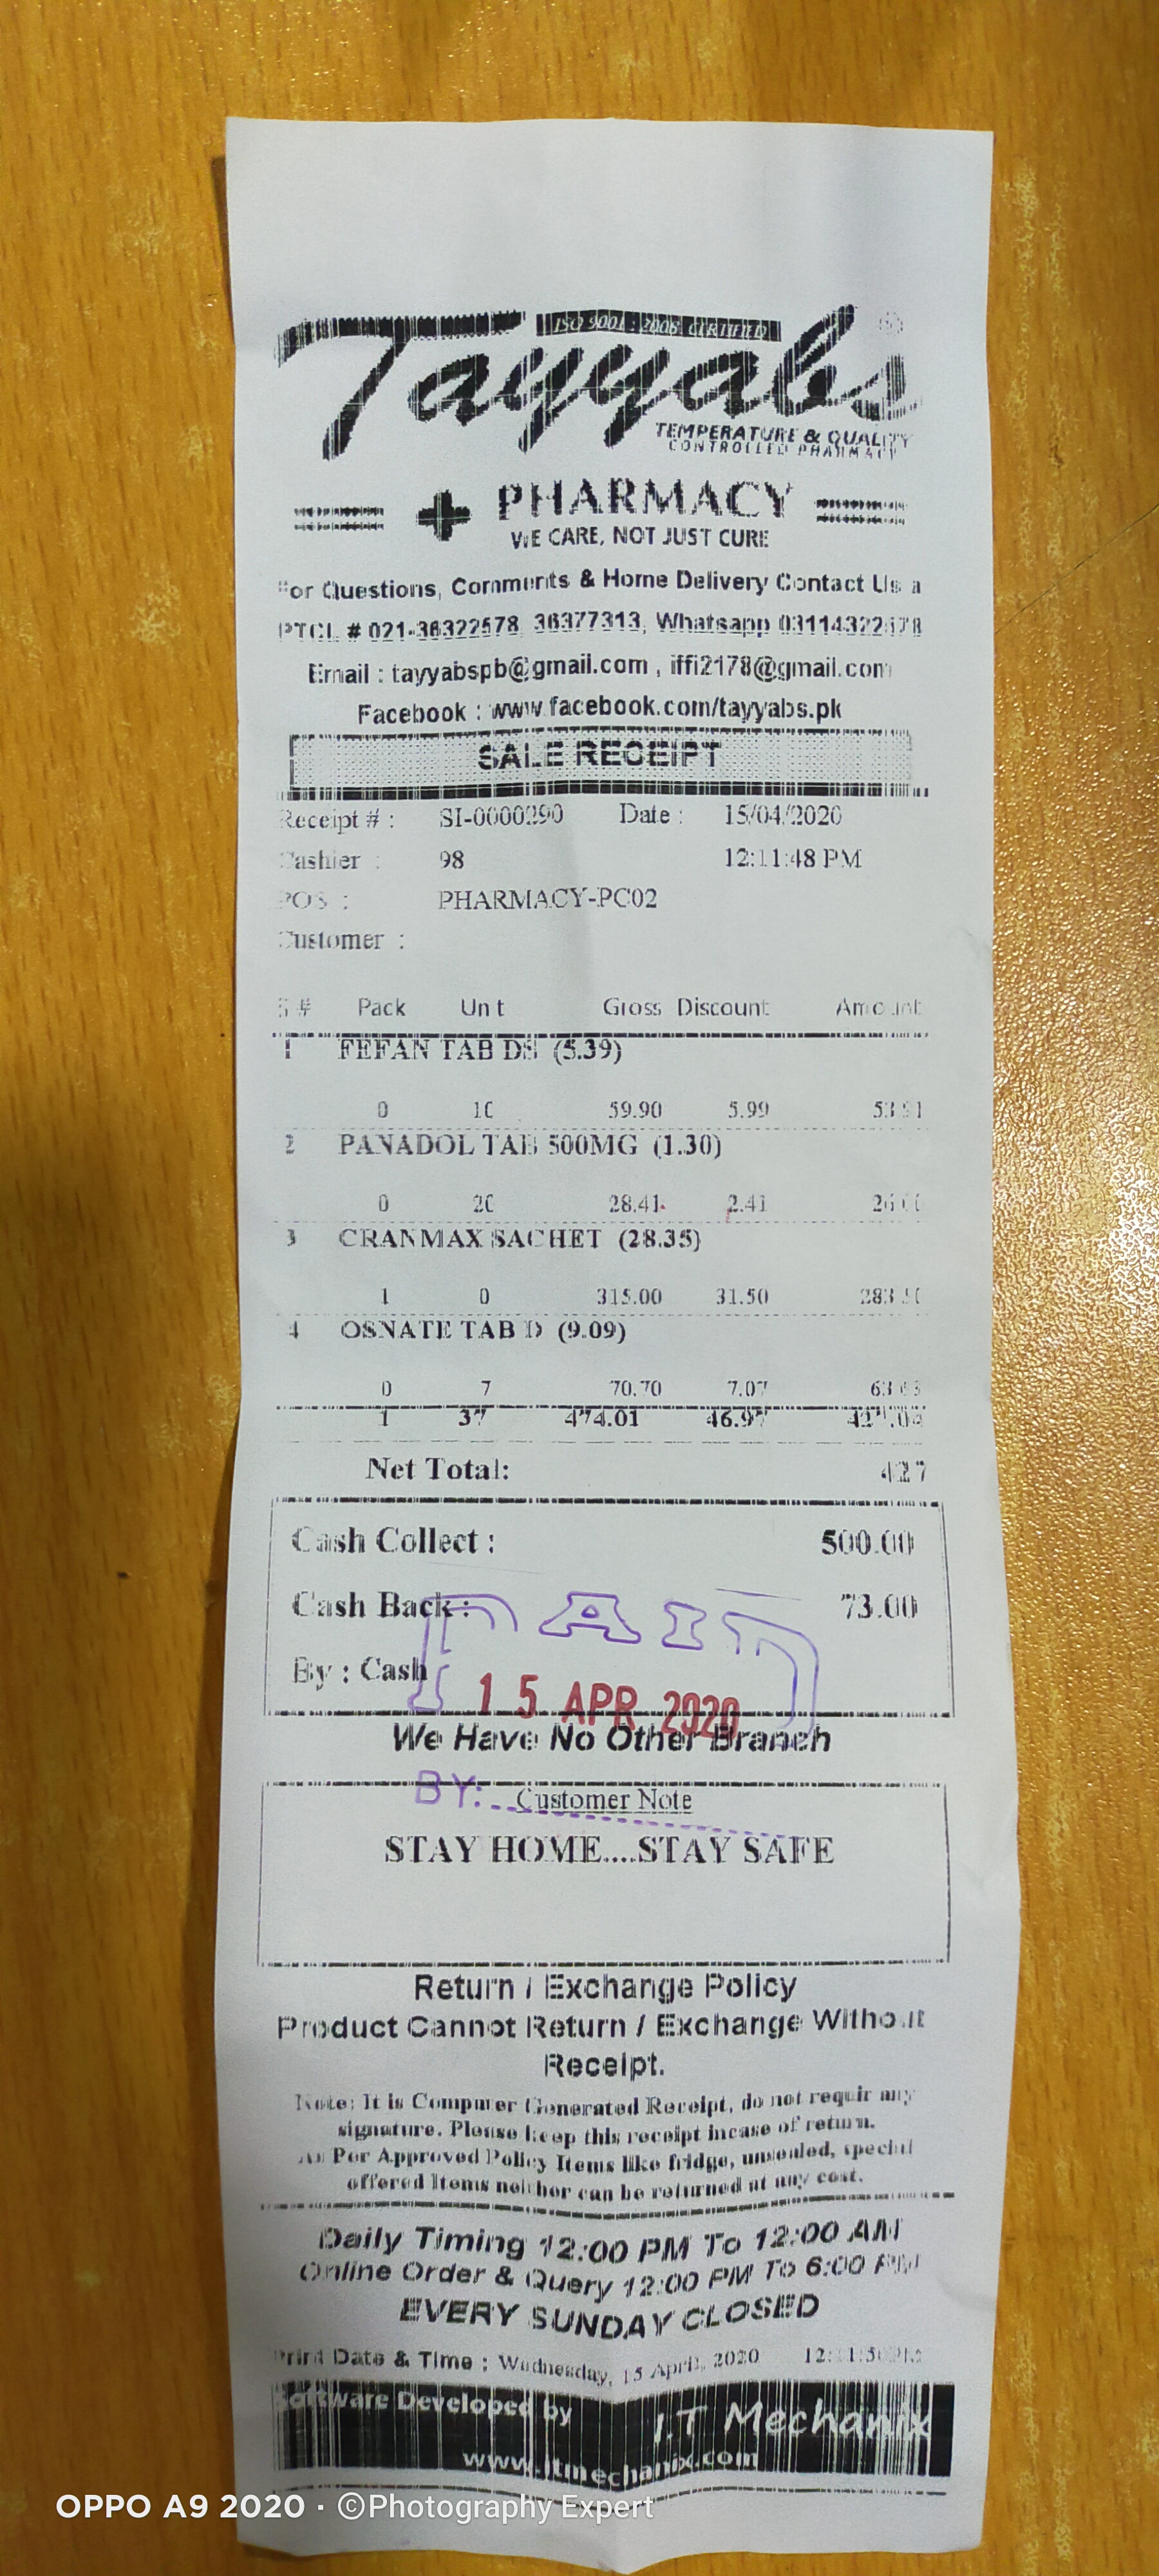 ISO 9001 : 2008 CERTIFIED
Tayyabs
TEMPERATURE & QUALITY
CONTROLLED PHARMACY
PHARMACY
WE CARE, NOT JUST CURE
For Questions, Comments & Home Delivery Contact Us a
PTCL # 021-36322578, 36377313, Whatsapp 03114322578
Email : tayyabspb@gmail.com , iffi2178@gmail.com
Facebook : www.facebook.com/tayyabs.pk
SALE RECEIPT
Receipt # : SI-0000290 Date : 15/04/2020
Cashier : 98 12:11:48 PM
POS : PHARMACY-PC02
Customer :
S # Pack Unit Gross Discount Amount
1 FEFAN TAB DS (5.39)
0 10 59.90 5.99 53.91
2 PANADOL TAB 500MG (1.30)
0 20 28.41 2.41 26.00
3 CRANMAX SACHET (28.35)
1 0 315.00 31.50 283.50
4 OSNATE TAB D (9.09)
0 7 70.70 7.07 63.63
1 37 474.01 46.97 427.04
Net Total: 427
Cash Collect : 500.00
Cash Back : 73.00
PAID
By : Cash
15 APR 2020
We Have No Other Branch
BY:
Customer Note
STAY HOME....STAY SAFE
Return / Exchange Policy
Product Cannot Return / Exchange Without
Receipt.
Note: It is Computer Generated Receipt, do not requir any
signature. Please keep this receipt incase of return.
As Per Approved Policy Items like fridge, unsealed, special
offered Items neither can be returned at any cost.
Daily Timing 12:00 PM To 12:00 AM
Online Order & Query 12:00 PM To 6:00 PM
EVERY SUNDAY CLOSED
Print Date & Time : Wednesday, 15 April, 2020
Software Developed by I.T Mechanix
www.itmechanix.com
OPPO A9 2020 · ©Photography Expert